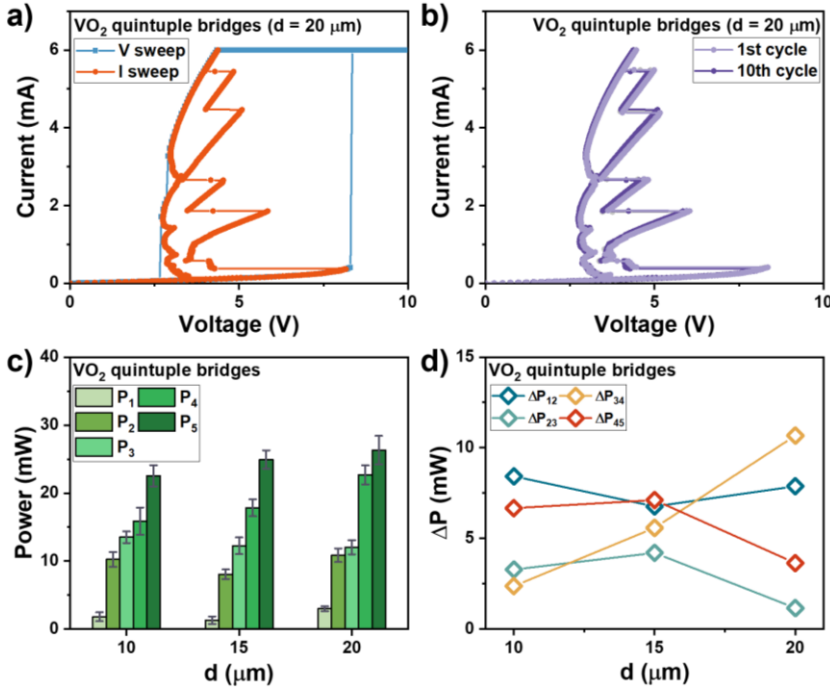 a)
VO₂ quintuple bridges (d = 20 μm)
V sweep
I sweep
Current (mA)
6
4
2
0
0 5 10
Voltage (V)
b)
VO₂ quintuple bridges (d = 20 μm)
1st cycle
10th cycle
Current (mA)
6
4
2
0
0 5 10
Voltage (V)
c)
VO₂ quintuple bridges
P₁ P₄
P₂ P₅
P₃
Power (mW)
40
30
20
10
0
10 15 20
d (μm)
d)
VO₂ quintuple bridges
ΔP₁₂ ΔP₃₄
ΔP₂₃ ΔP₄₅
ΔP (mW)
15
10
5
0
10 15 20
d (μm)